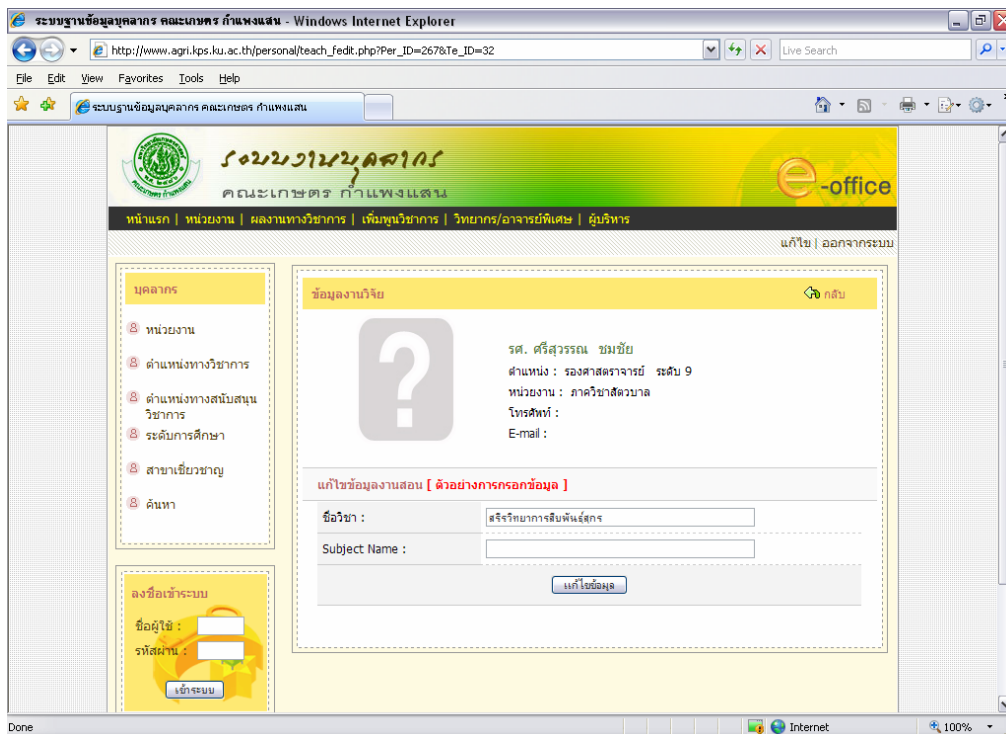 ระบบฐานข้อมูลบุคลากร คณะเกษตร กำแพงแสน - Windows Internet Explorer
http://www.agri.kps.ku.ac.th/personal/teach_fedit.php?Per_ID=267&Te_ID=32
Live Search
File Edit View Favorites Tools Help
ระบบฐานข้อมูลบุคลากร คณะเกษตร กำแพงแสน
ระบบงานบุคลากร
คณะเกษตร กำแพงแสน
e-office
หน้าแรก | หน่วยงาน | ผลงานทางวิชาการ | เพิ่มพูนวิชาการ | วิทยากร/อาจารย์พิเศษ | ผู้บริหาร
แก้ไข | ออกจากระบบ
บุคลากร
หน่วยงาน
ตำแหน่งทางวิชาการ
ตำแหน่งทางสนับสนุน
วิชาการ
ระดับการศึกษา
สาขาเชี่ยวชาญ
ค้นหา
ลงชื่อเข้าระบบ
ชื่อผู้ใช้ :
รหัสผ่าน :
เข้าระบบ
ข้อมูลงานวิจัย
กลับ
?
รศ. ศรีสุวรรณ ชมชัย
ตำแหน่ง : รองศาสตราจารย์ ระดับ 9
หน่วยงาน : ภาควิชาสัตวบาล
โทรศัพท์ :
E-mail :
แก้ไขข้อมูลงานสอน [ ตัวอย่างการกรอกข้อมูล ]
ชื่อวิชา : สรีรวิทยาการสืบพันธุ์สุกร
Subject Name :
แก้ไขข้อมูล
Done
Internet
100%